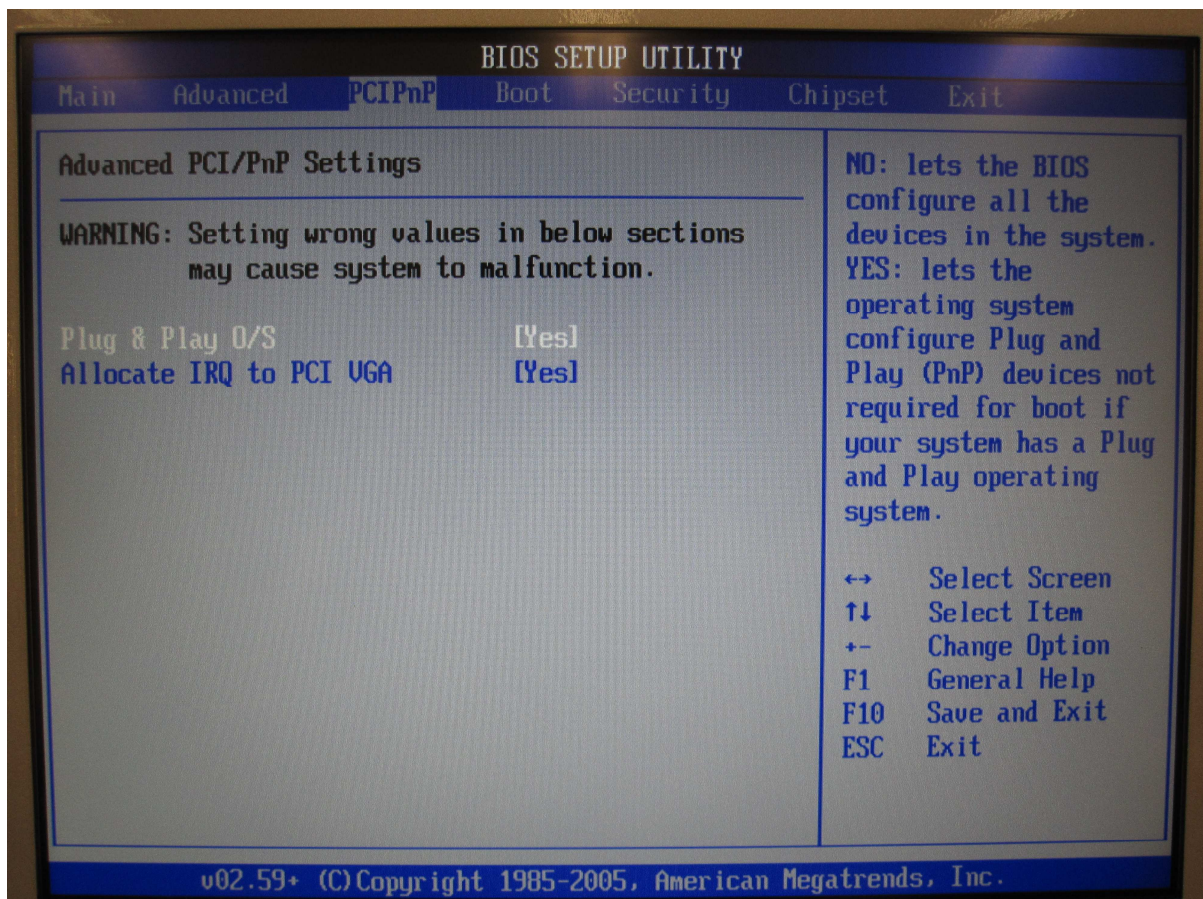 BIOS SETUP UTILITY
Main Advanced PCIPnP Boot Security Chipset Exit
Advanced PCI/PnP Settings
WARNING: Setting wrong values in below sections
may cause system to malfunction.
Plug & Play O/S [Yes]
Allocate IRQ to PCI VGA [Yes]
NO: lets the BIOS
configure all the
devices in the system.
YES: lets the
operating system
configure Plug and
Play (PnP) devices not
required for boot if
your system has a Plug
and Play operating
system.
←→ Select Screen
↑↓ Select Item
+- Change Option
F1 General Help
F10 Save and Exit
ESC Exit
v02.59+ (C)Copyright 1985-2005, American Megatrends, Inc.